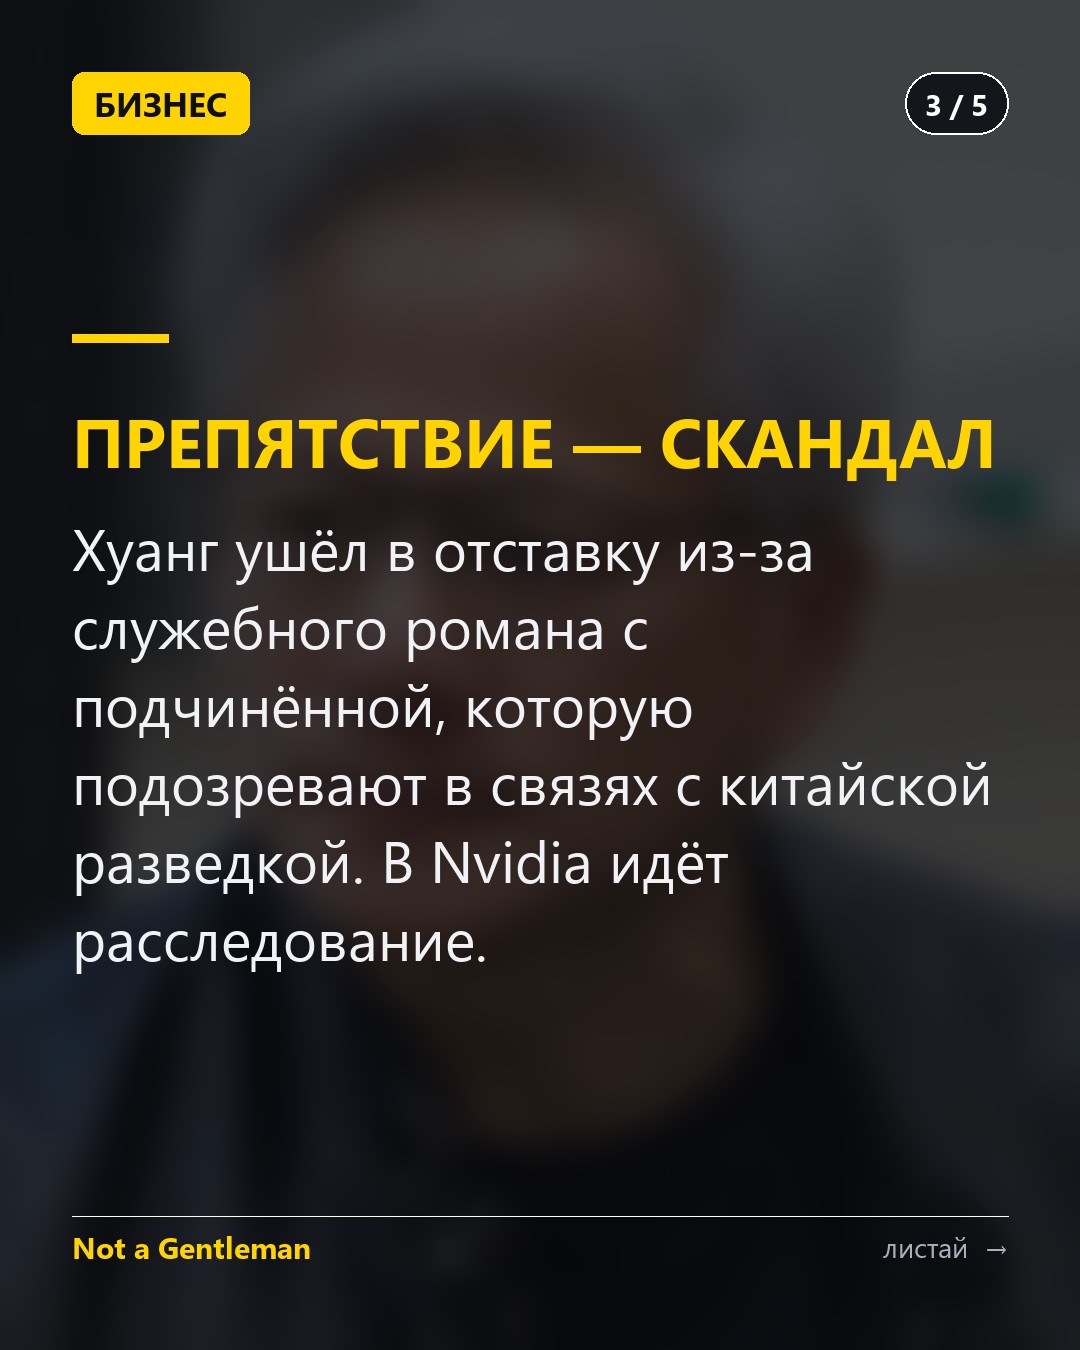 БИЗНЕС
3 / 5
ПРЕПЯТСТВИЕ — СКАНДАЛ
Хуанг ушёл в отставку из-за
служебного романа с
подчинённой, которую
подозревают в связях с китайской
разведкой. В Nvidia идёт
расследование.
Not a Gentleman
листай →